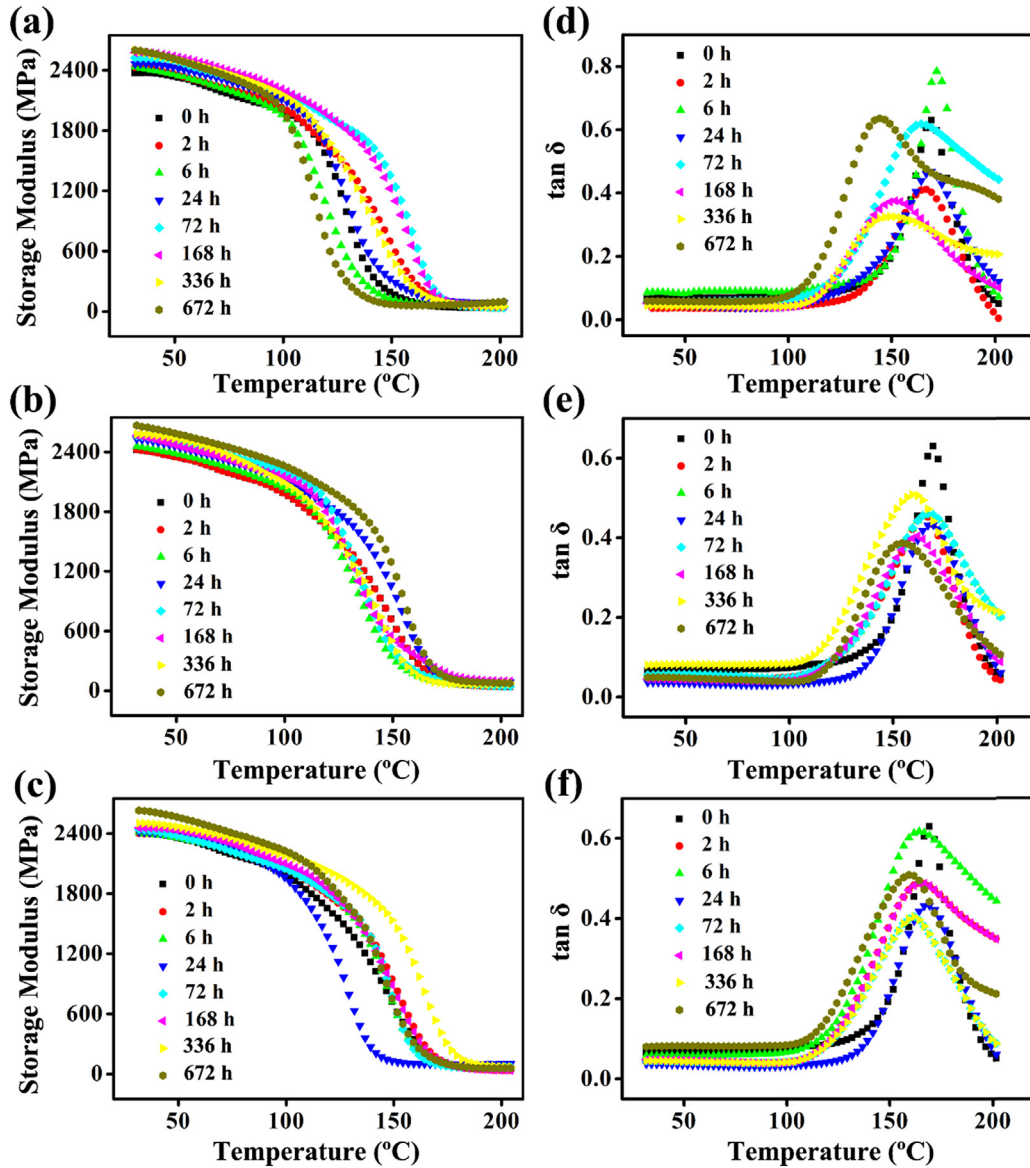 (a)
Storage Modulus (MPa)
2400
1800
1200
600
0
0 h
2 h
6 h
24 h
72 h
168 h
336 h
672 h
50 100 150 200
Temperature (ºC)
(d)
tan δ
0.8
0.6
0.4
0.2
0.0
0 h
2 h
6 h
24 h
72 h
168 h
336 h
672 h
50 100 150 200
Temperature (ºC)
(b)
Storage Modulus (MPa)
2400
1800
1200
600
0
0 h
2 h
6 h
24 h
72 h
168 h
336 h
672 h
50 100 150 200
Temperature (ºC)
(e)
tan δ
0.6
0.4
0.2
0.0
0 h
2 h
6 h
24 h
72 h
168 h
336 h
672 h
50 100 150 200
Temperature (ºC)
(c)
Storage Modulus (MPa)
2400
1800
1200
600
0
0 h
2 h
6 h
24 h
72 h
168 h
336 h
672 h
50 100 150 200
Temperature (ºC)
(f)
tan δ
0.6
0.4
0.2
0.0
0 h
2 h
6 h
24 h
72 h
168 h
336 h
672 h
50 100 150 200
Temperature (ºC)